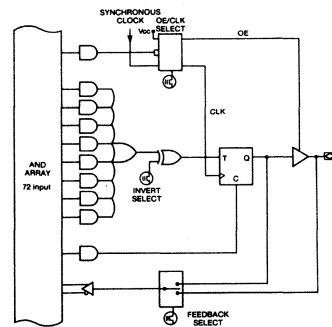 SYNCHRONOUS
CLOCK
OE/CLK
SELECT
Vcc
OE
CLK
AND
ARRAY
72 input
INVERT
SELECT
T
Q
C
FEEDBACK
SELECT